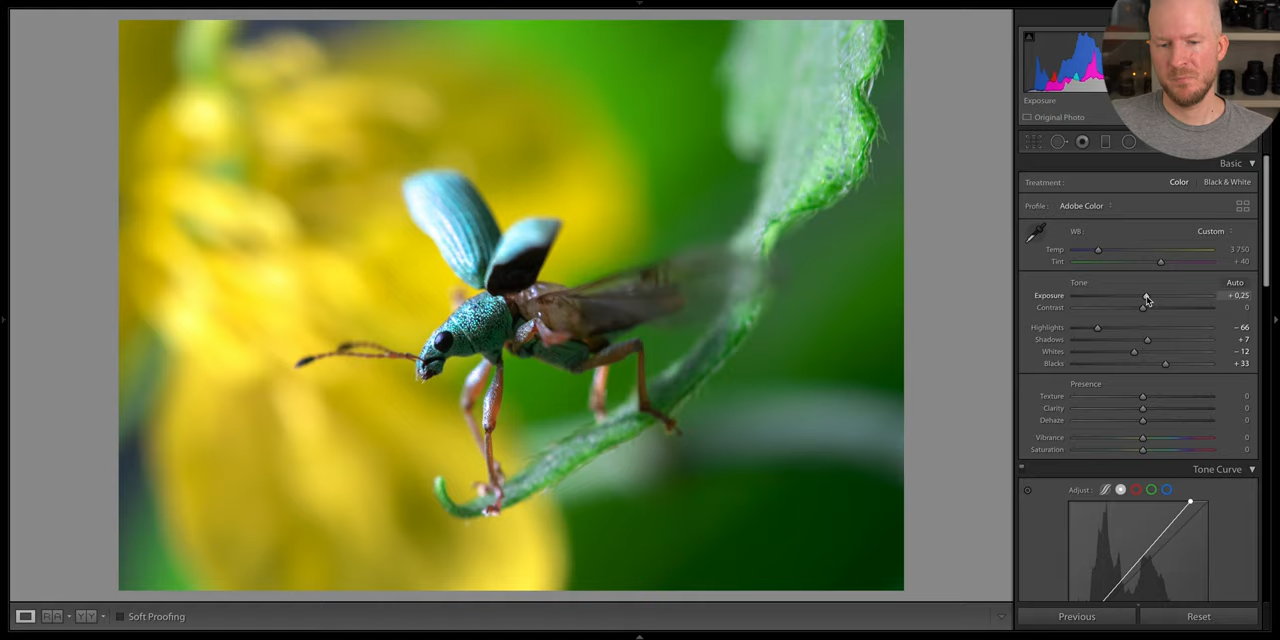 Exposure
Original Photo
Basic
Treatment : Color Black & White
Profile : Adobe Color
WB : Custom
Temp 3 750
Tint + 40
Tone Auto
Exposure + 0,25
Contrast 0
Highlights − 66
Shadows + 7
Whites − 12
Blacks + 33
Presence
Texture 0
Clarity 0
Dehaze 0
Vibrance 0
Saturation 0
Tone Curve
Adjust :
Soft Proofing
Previous Reset